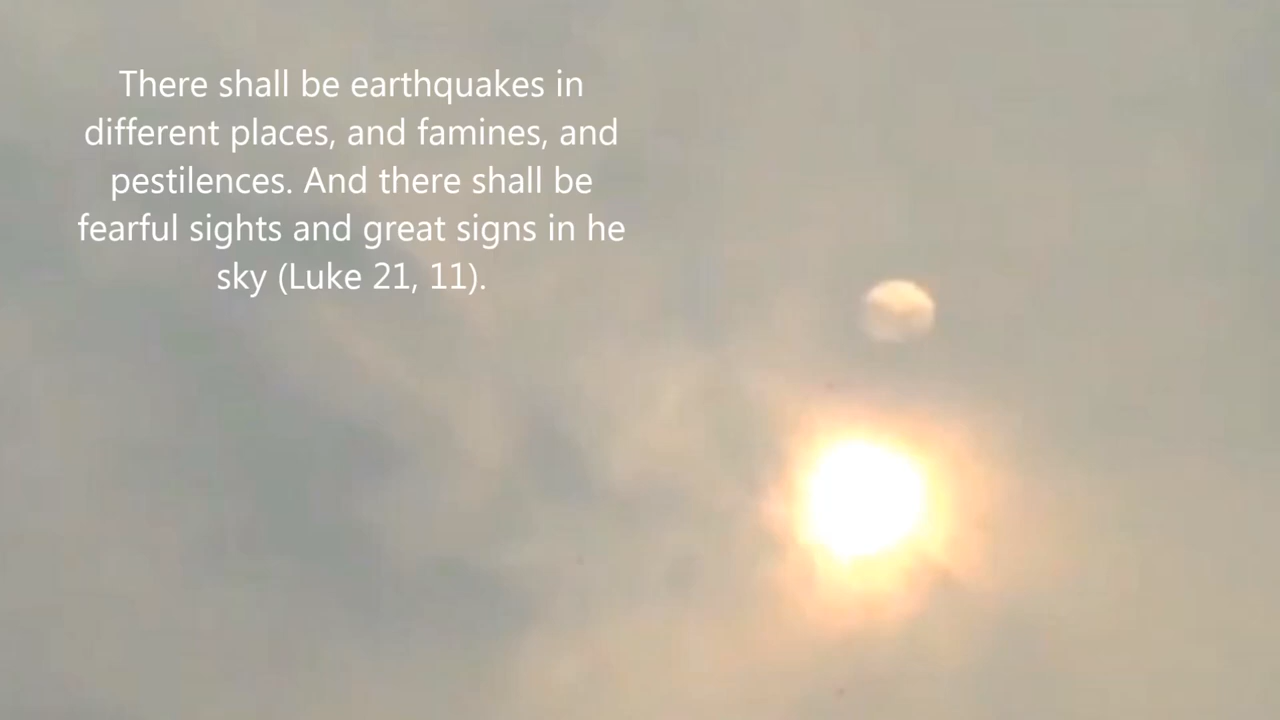 There shall be earthquakes in
different places, and famines, and
pestilences. And there shall be
fearful sights and great signs in he
sky (Luke 21, 11).